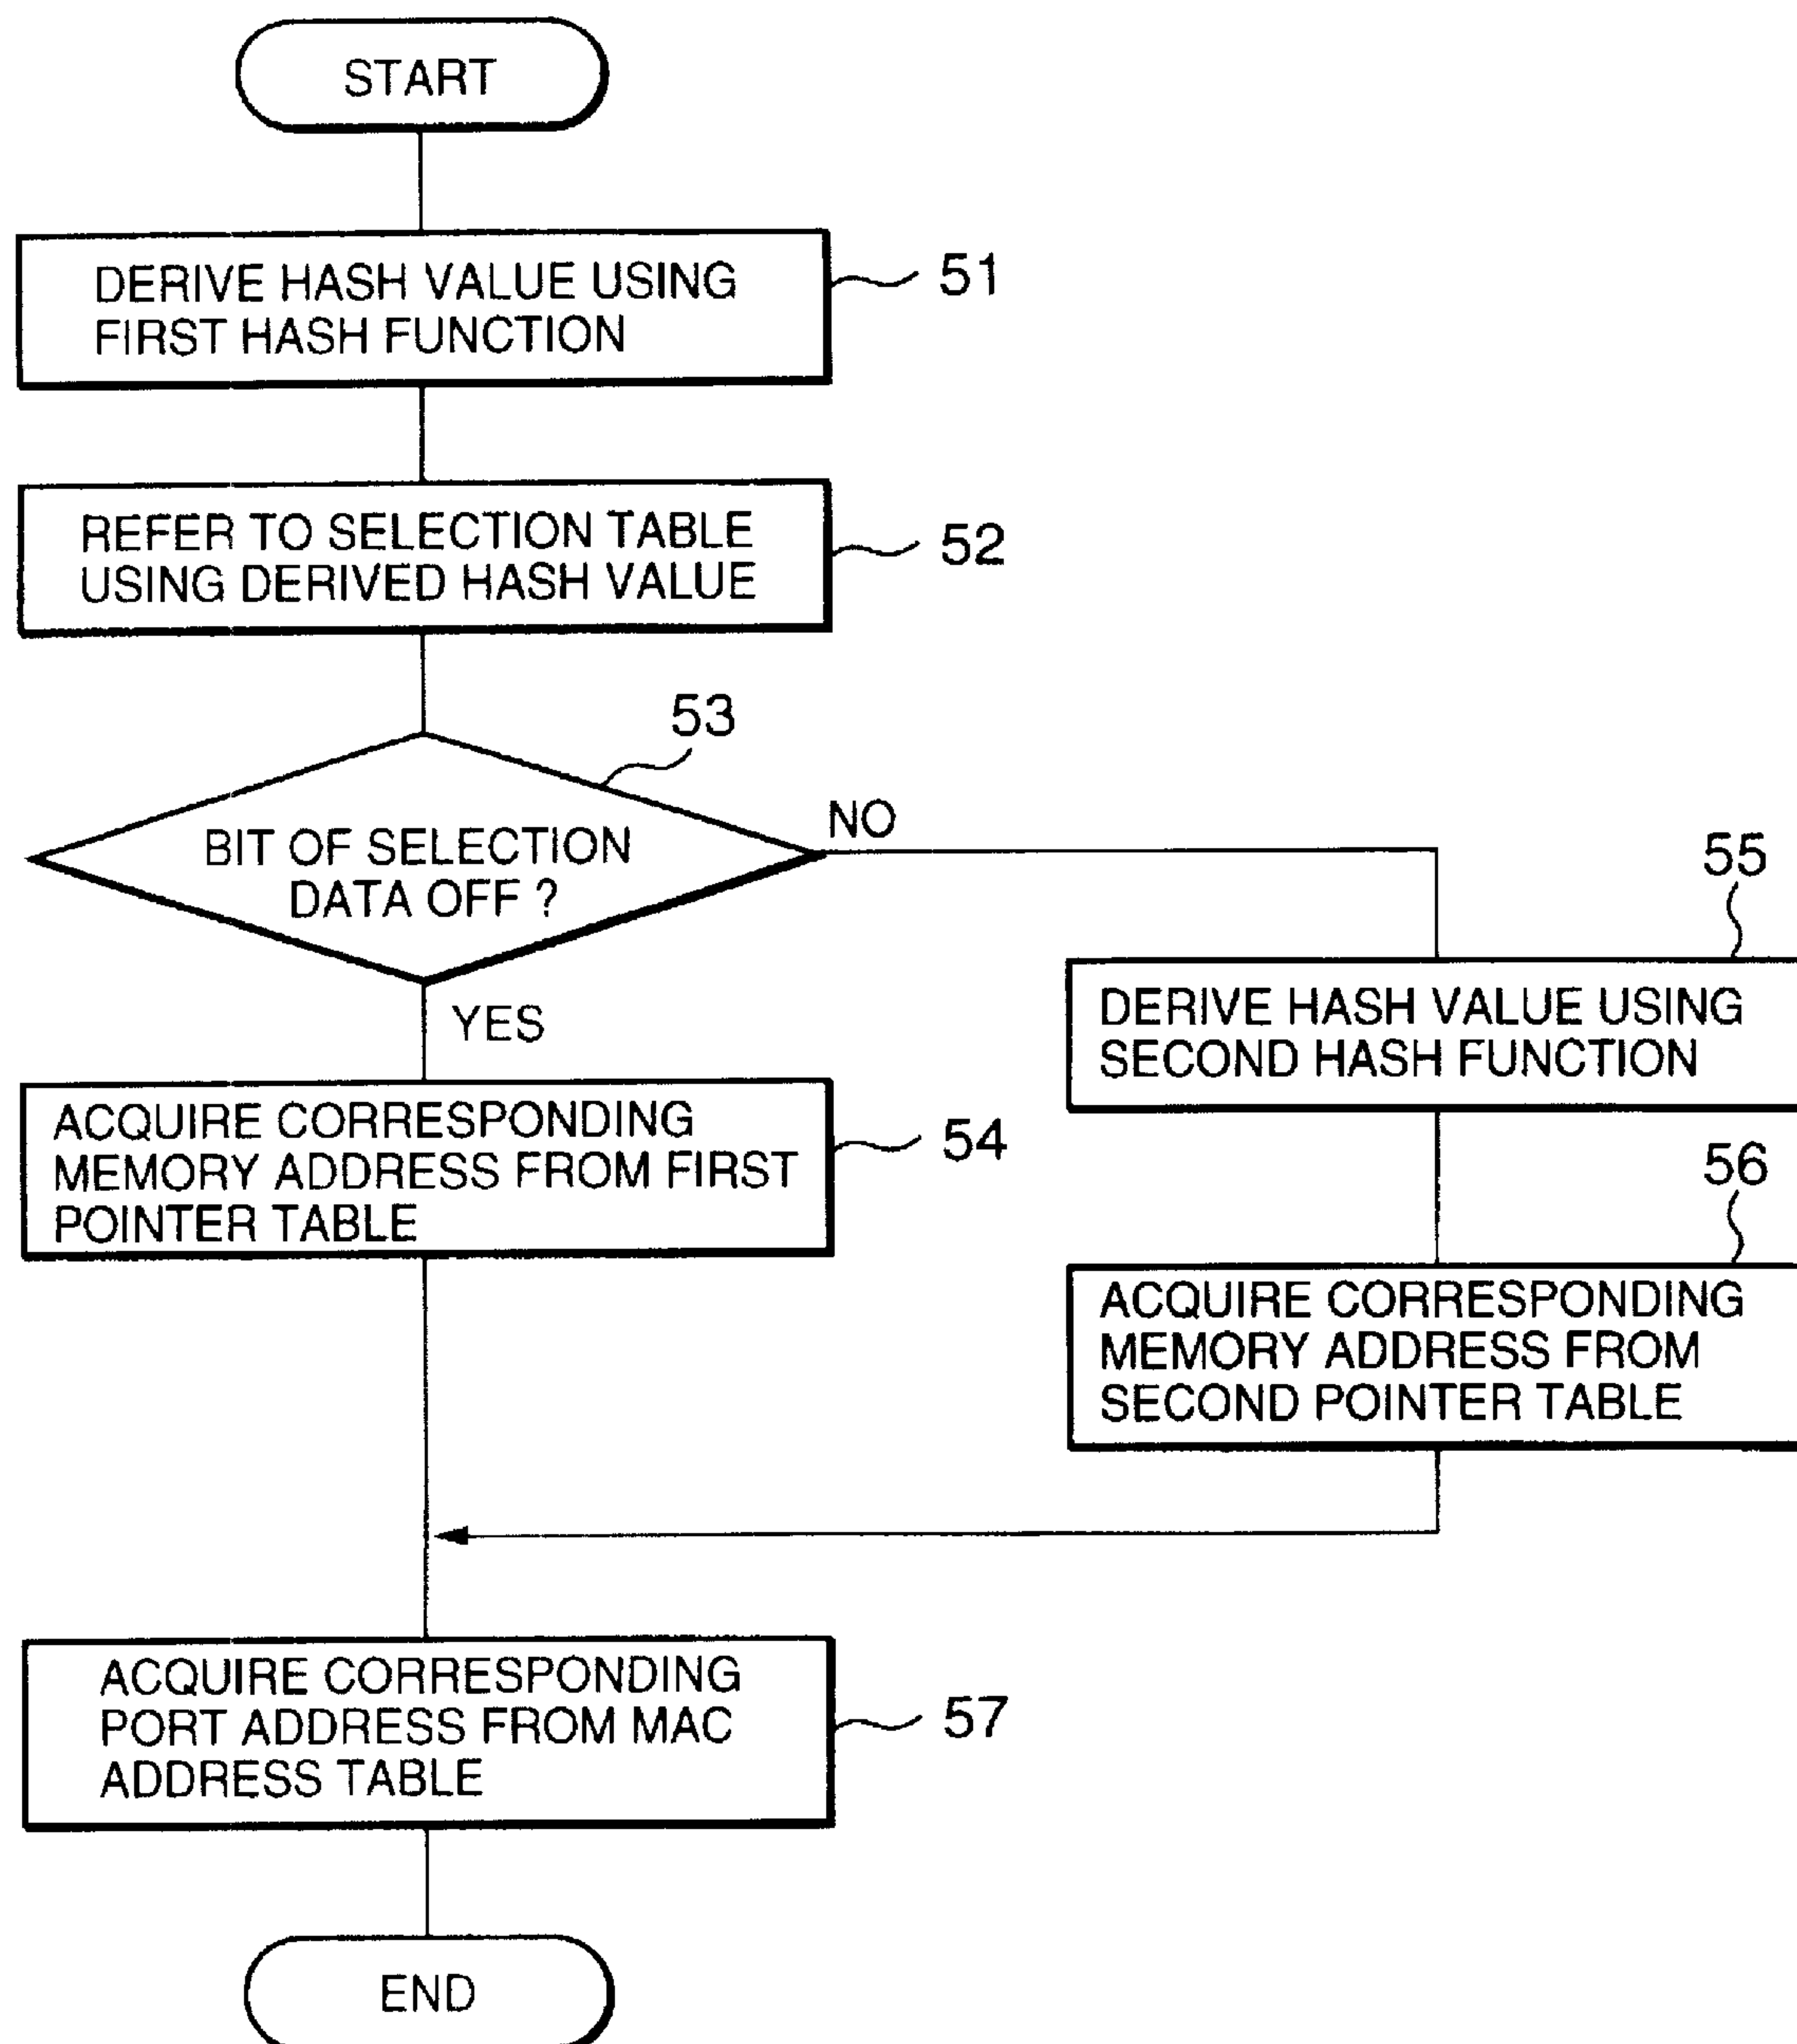 START
DERIVE HASH VALUE USING
FIRST HASH FUNCTION
51
REFER TO SELECTION TABLE
USING DERIVED HASH VALUE
52
53
BIT OF SELECTION
DATA OFF ?
NO
YES
ACQUIRE CORRESPONDING
MEMORY ADDRESS FROM FIRST
POINTER TABLE
54
55
DERIVE HASH VALUE USING
SECOND HASH FUNCTION
56
ACQUIRE CORRESPONDING
MEMORY ADDRESS FROM
SECOND POINTER TABLE
ACQUIRE CORRESPONDING
PORT ADDRESS FROM MAC
ADDRESS TABLE
57
END